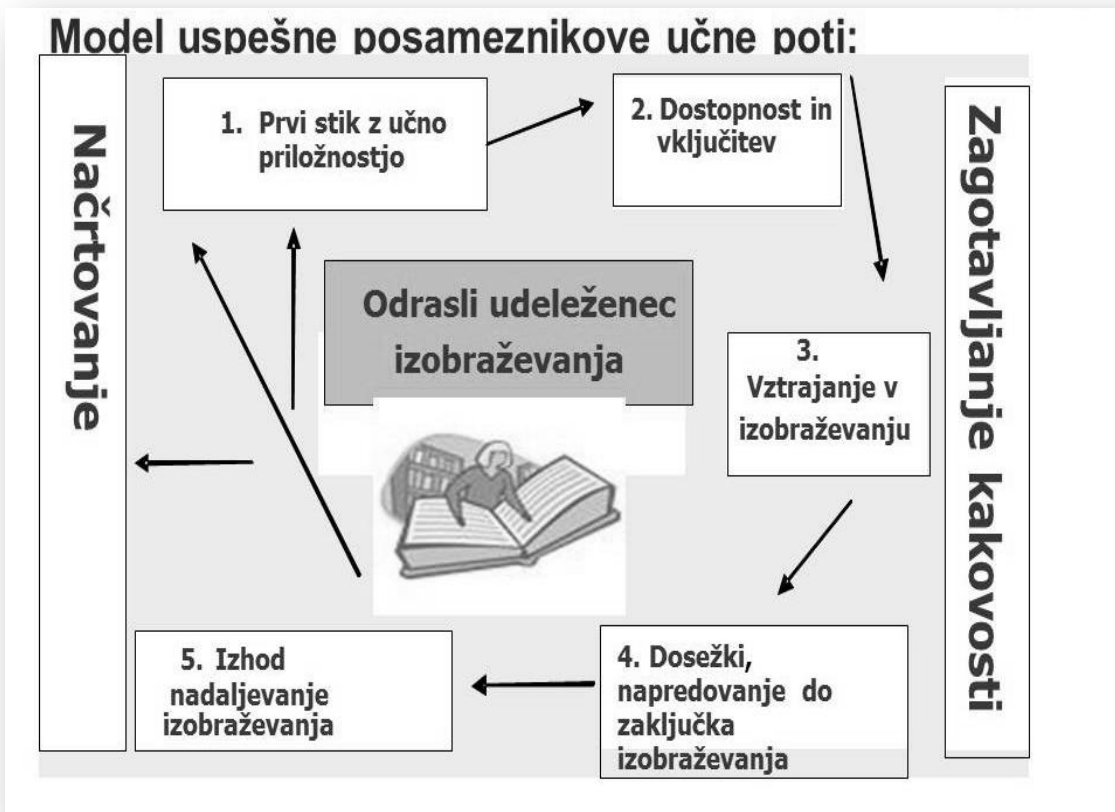 Model uspešne posameznikove učne poti:
Načrtovanje
1. Prvi stik z učno
priložnostjo
2. Dostopnost in
vključitev
Odrasli udeleženec
izobraževanja
3.
Vztrajanje v
izobraževanju
4. Dosežki,
napredovanje do
zaključka
izobraževanja
5. Izhod
nadaljevanje
izobraževanja
Zagotavljanje kakovosti